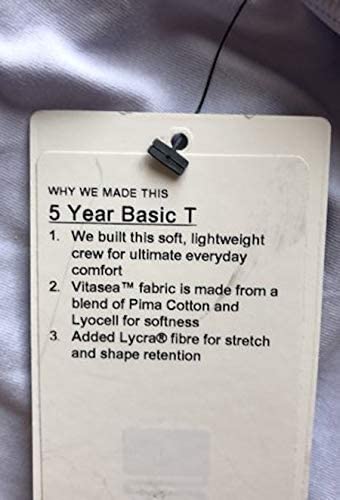 WHY WE MADE THIS
5 Year Basic T
1. We built this soft, lightweight
crew for ultimate everyday
comfort
2. Vitasea™ fabric is made from a
blend of Pima Cotton and
Lyocell for softness
3. Added Lycra® fibre for stretch
and shape retention